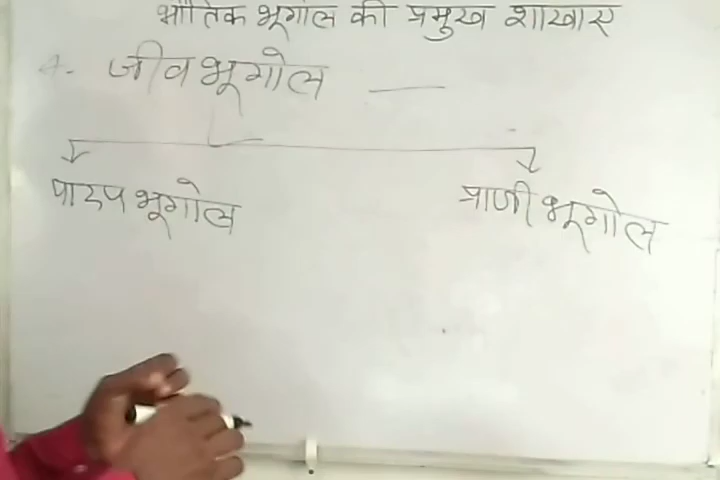 भौतिक भूगोल की प्रमुख शाखाए
4. जीवभूगोल —
पादप भूगोल
प्राणी भूगोल